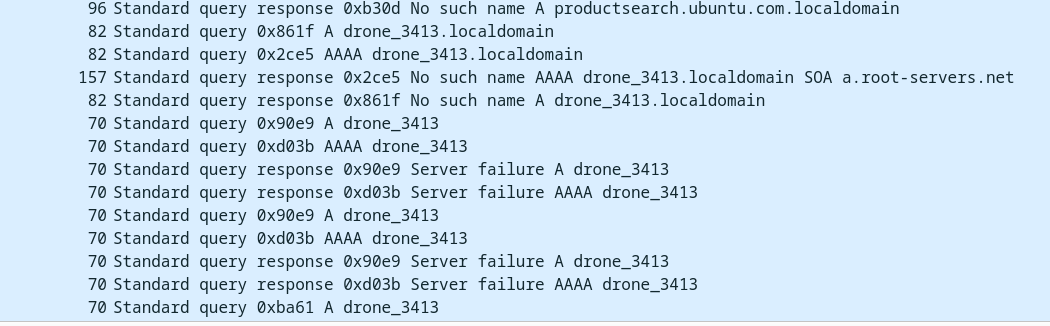 96 Standard query response 0xb30d No such name A productsearch.ubuntu.com.localdomain
82 Standard query 0x861f A drone_3413.localdomain
82 Standard query 0x2ce5 AAAA drone_3413.localdomain
157 Standard query response 0x2ce5 No such name AAAA drone_3413.localdomain SOA a.root-servers.net
82 Standard query response 0x861f No such name A drone_3413.localdomain
70 Standard query 0x90e9 A drone_3413
70 Standard query 0xd03b AAAA drone_3413
70 Standard query response 0x90e9 Server failure A drone_3413
70 Standard query response 0xd03b Server failure AAAA drone_3413
70 Standard query 0x90e9 A drone_3413
70 Standard query 0xd03b AAAA drone_3413
70 Standard query response 0x90e9 Server failure A drone_3413
70 Standard query response 0xd03b Server failure AAAA drone_3413
70 Standard query 0xba61 A drone_3413